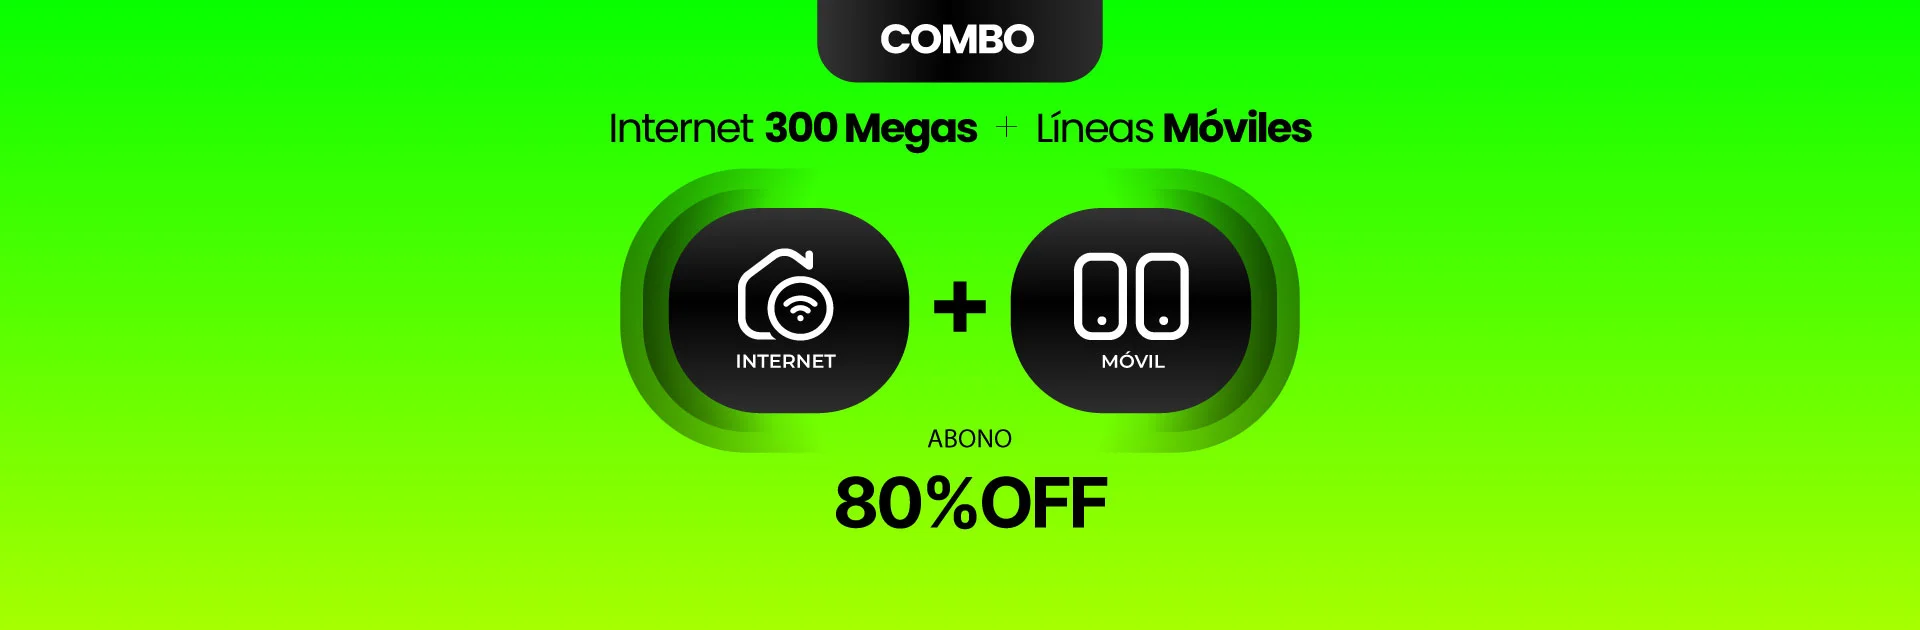 COMBO
Internet 300 Megas + Líneas Móviles
+
INTERNET
MÓVIL
ABONO
80%OFF